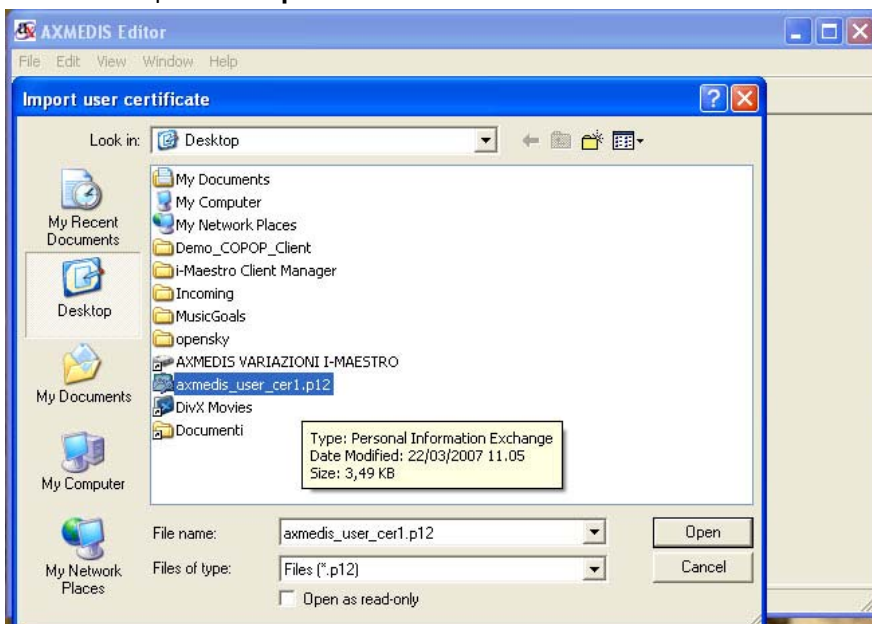 AXMEDIS Editor
File Edit View Window Help
Import user certificate
Look in: Desktop
My Recent Documents
Desktop
My Documents
My Computer
My Network Places
My Documents
My Computer
My Network Places
Demo_COPOP_Client
i-Maestro Client Manager
Incoming
MusicGoals
opensky
AXMEDIS VARIAZIONI I-MAESTRO
axmedis_user_cer1.p12
DivX Movies
Documenti
Type: Personal Information Exchange
Date Modified: 22/03/2007 11.05
Size: 3,49 KB
File name: axmedis_user_cer1.p12 Open
Files of type: Files (*.p12) Cancel
Open as read-only